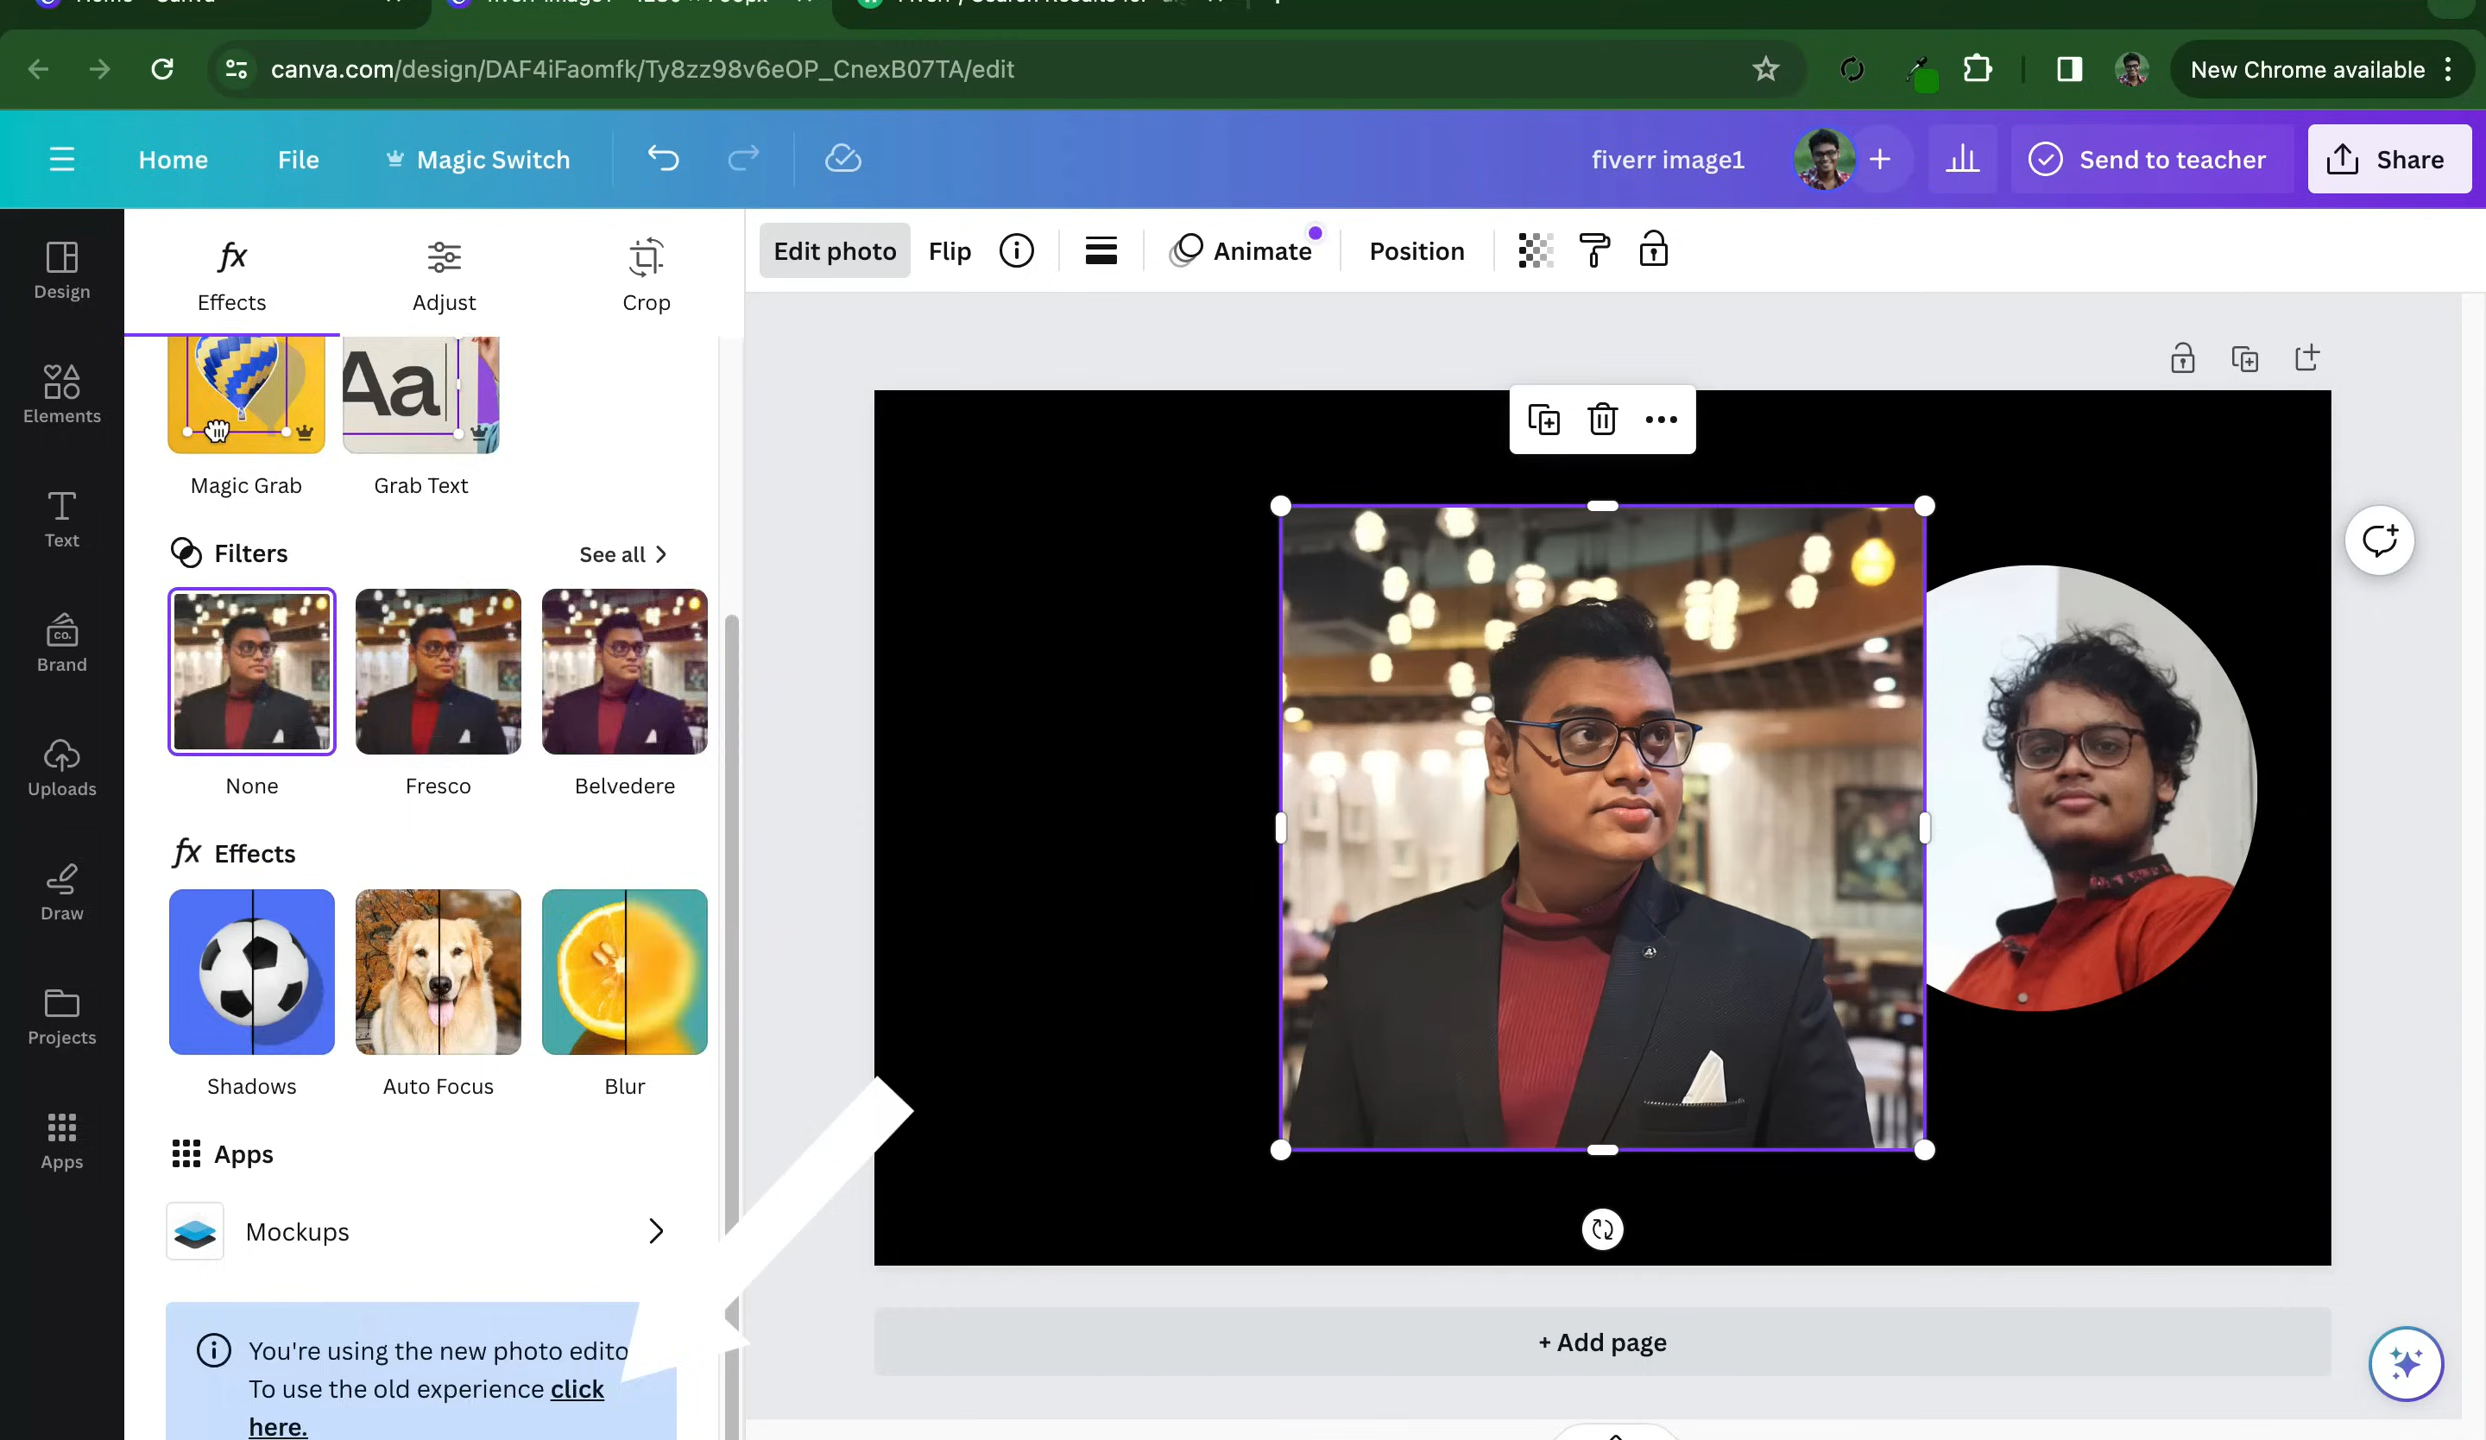 canva.com/design/DAF4iFaomfk/Ty8zz98v6eOP_CnexB07TA/edit
New Chrome available
Home
File
Magic Switch
fiverr image1
Send to teacher
Share
Design
Elements
Text
Brand
Uploads
Draw
Projects
Apps
Effects
Adjust
Crop
Edit photo
Flip
Animate
Position
Aa
Magic Grab
Grab Text
Filters
See all
None
Fresco
Belvedere
fx Effects
Shadows
Auto Focus
Blur
Apps
Mockups
You're using the new photo edito
To use the old experience click
here.
CO.
+ Add page